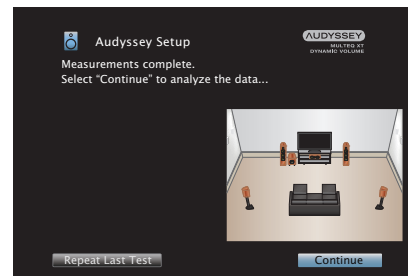 Audyssey Setup
AUDYSSEY
MULTEQ XT
DYNAMIC VOLUME
Measurements complete.
Select “Continue” to analyze the data...
Repeat Last Test
Continue